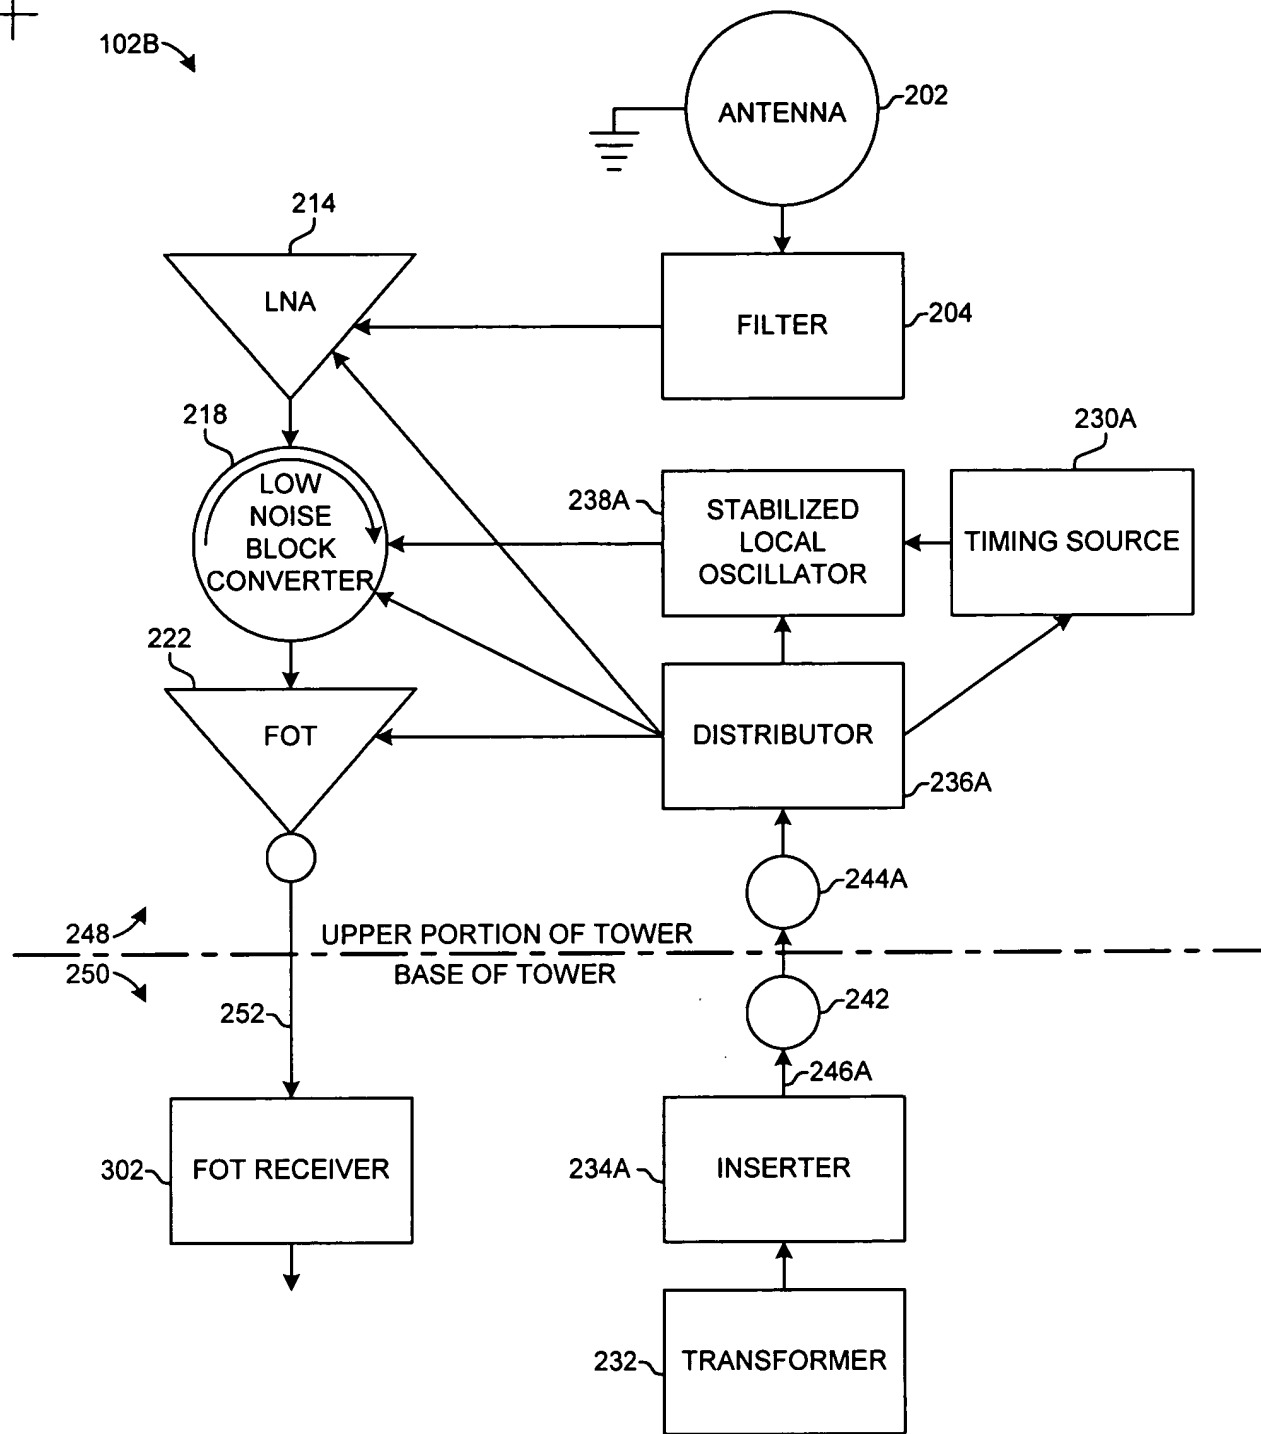 102B
ANTENNA
202
214
LNA
FILTER
204
218
LOW
NOISE
BLOCK
CONVERTER
238A
STABILIZED
LOCAL
OSCILLATOR
230A
TIMING SOURCE
222
FOT
DISTRIBUTOR
236A
244A
248
UPPER PORTION OF TOWER
250
BASE OF TOWER
252
242
246A
302
FOT RECEIVER
234A
INSERTER
232
TRANSFORMER